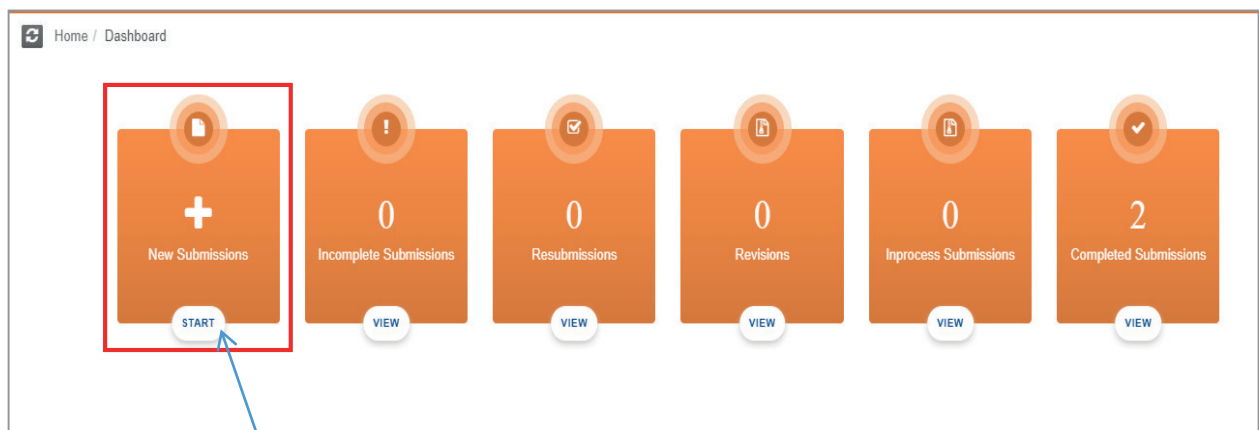 Home / Dashboard
+
New Submissions
START
0
Incomplete Submissions
VIEW
0
Resubmissions
VIEW
0
Revisions
VIEW
0
Inprocess Submissions
VIEW
2
Completed Submissions
VIEW